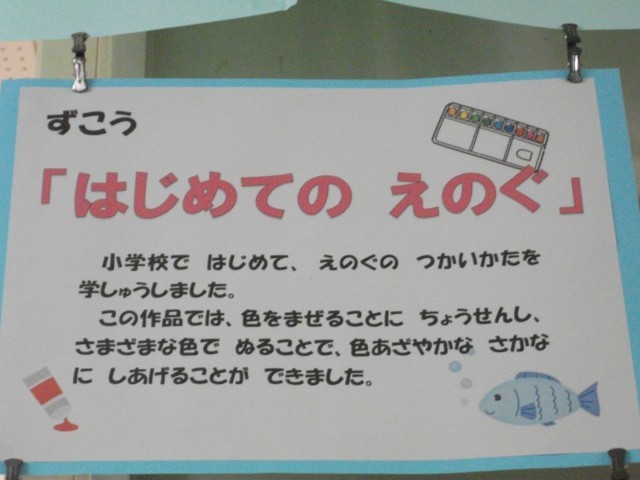 ずこう
「はじめての えのぐ」
小学校で はじめて、 えのぐの つかいかたを
学しゅうしました。
この作品では、色をまぜることに ちょうせんし、
さまざまな色で ぬることで、色あざやかな さかな
に しあげることが できました。